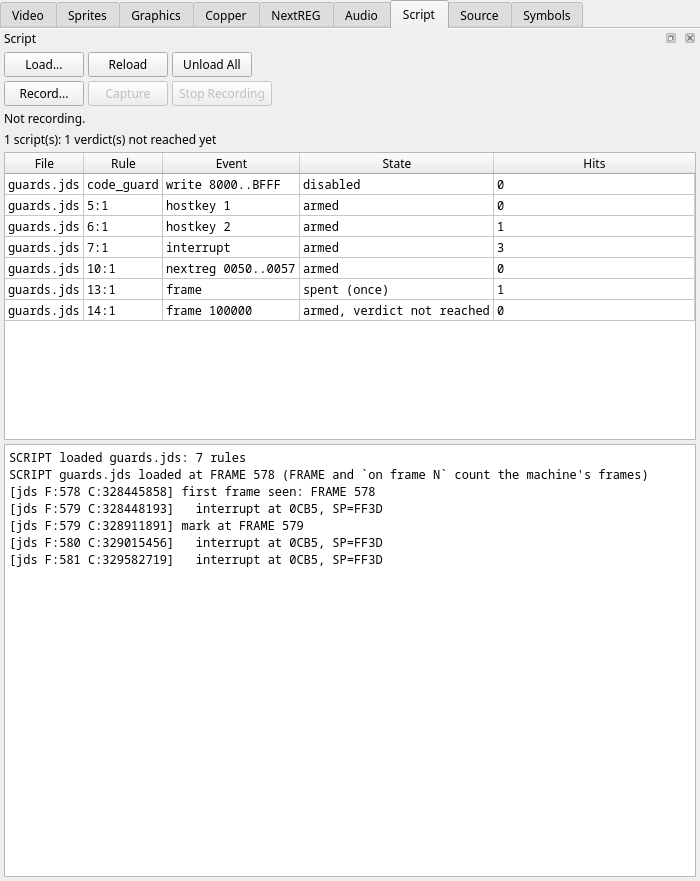 Video Sprites Graphics Copper NextREG Audio Script Source Symbols
Script
Load... Reload Unload All
Record... Capture Stop Recording
Not recording.
1 script(s): 1 verdict(s) not reached yet
File Rule Event State Hits
guards.jds code_guard write 8000..BFFF disabled 0
guards.jds 5:1 hostkey 1 armed 0
guards.jds 6:1 hostkey 2 armed 1
guards.jds 7:1 interrupt armed 3
guards.jds 10:1 nextreg 0050..0057 armed 0
guards.jds 13:1 frame spent (once) 1
guards.jds 14:1 frame 100000 armed, verdict not reached 0
SCRIPT loaded guards.jds: 7 rules
SCRIPT guards.jds loaded at FRAME 578 (FRAME and `on frame N` count the machine's frames)
[jds F:578 C:328445858] first frame seen: FRAME 578
[jds F:579 C:328448193]   interrupt at 0CB5, SP=FF3D
[jds F:579 C:328911891] mark at FRAME 579
[jds F:580 C:329015456]   interrupt at 0CB5, SP=FF3D
[jds F:581 C:329582719]   interrupt at 0CB5, SP=FF3D